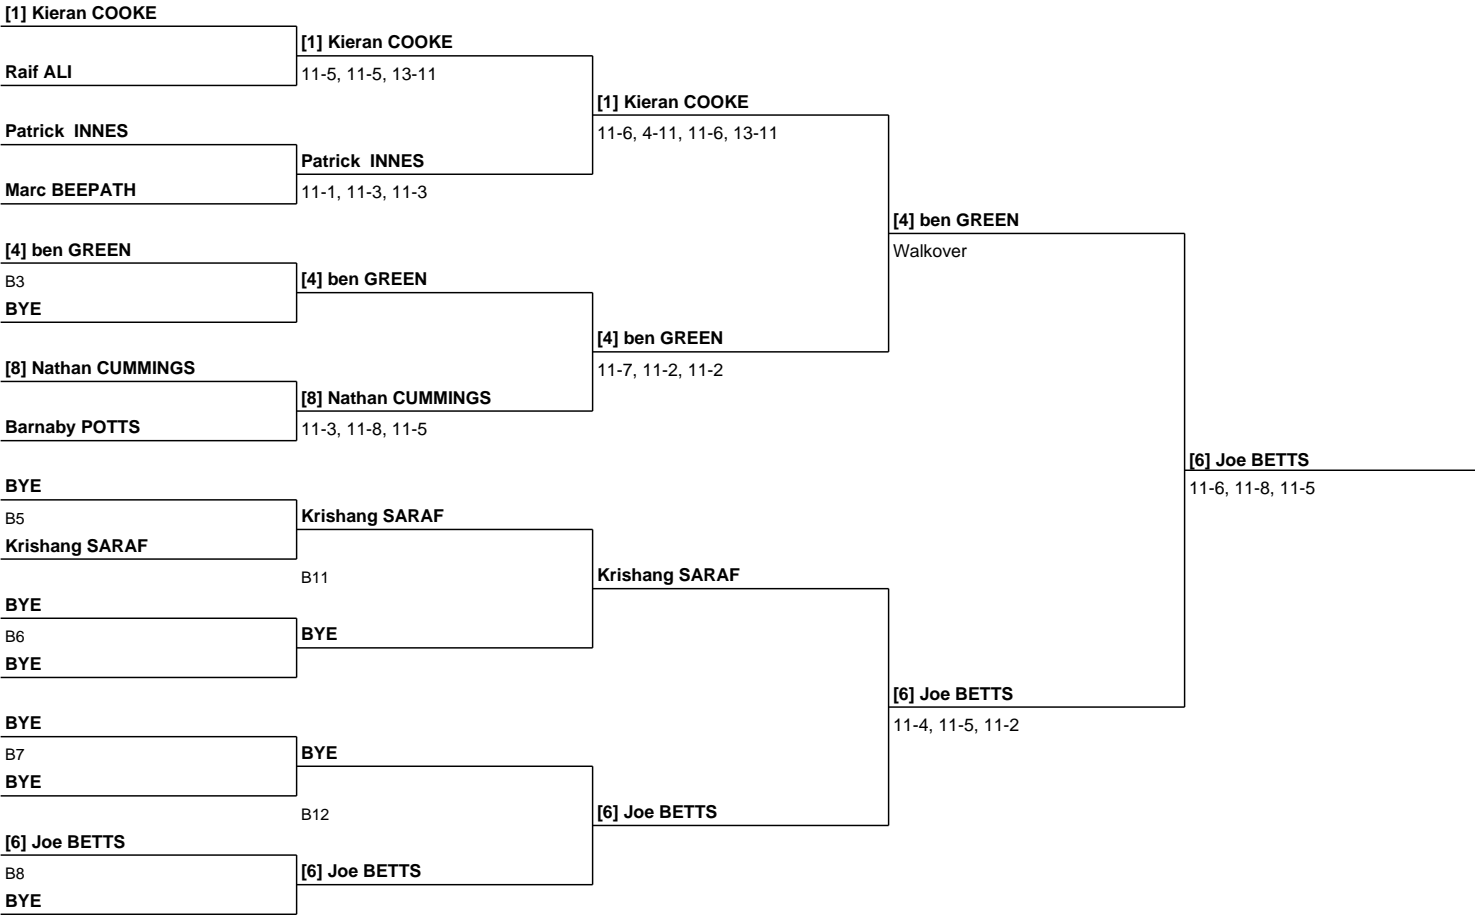 [1] Kieran COOKE
Raif ALI
Patrick  INNES
Marc BEEPATH
[4] ben GREEN
B3
BYE
[8] Nathan CUMMINGS
Barnaby POTTS
BYE
B5
Krishang SARAF
BYE
B6
BYE
BYE
B7
BYE
[6] Joe BETTS
B8
BYE
[1] Kieran COOKE
11-5, 11-5, 13-11
Patrick  INNES
11-1, 11-3, 11-3
[4] ben GREEN
[8] Nathan CUMMINGS
11-3, 11-8, 11-5
Krishang SARAF
B11
BYE
BYE
B12
[6] Joe BETTS
[1] Kieran COOKE
11-6, 4-11, 11-6, 13-11
[4] ben GREEN
11-7, 11-2, 11-2
Krishang SARAF
[6] Joe BETTS
[4] ben GREEN
Walkover
[6] Joe BETTS
11-4, 11-5, 11-2
[6] Joe BETTS
11-6, 11-8, 11-5